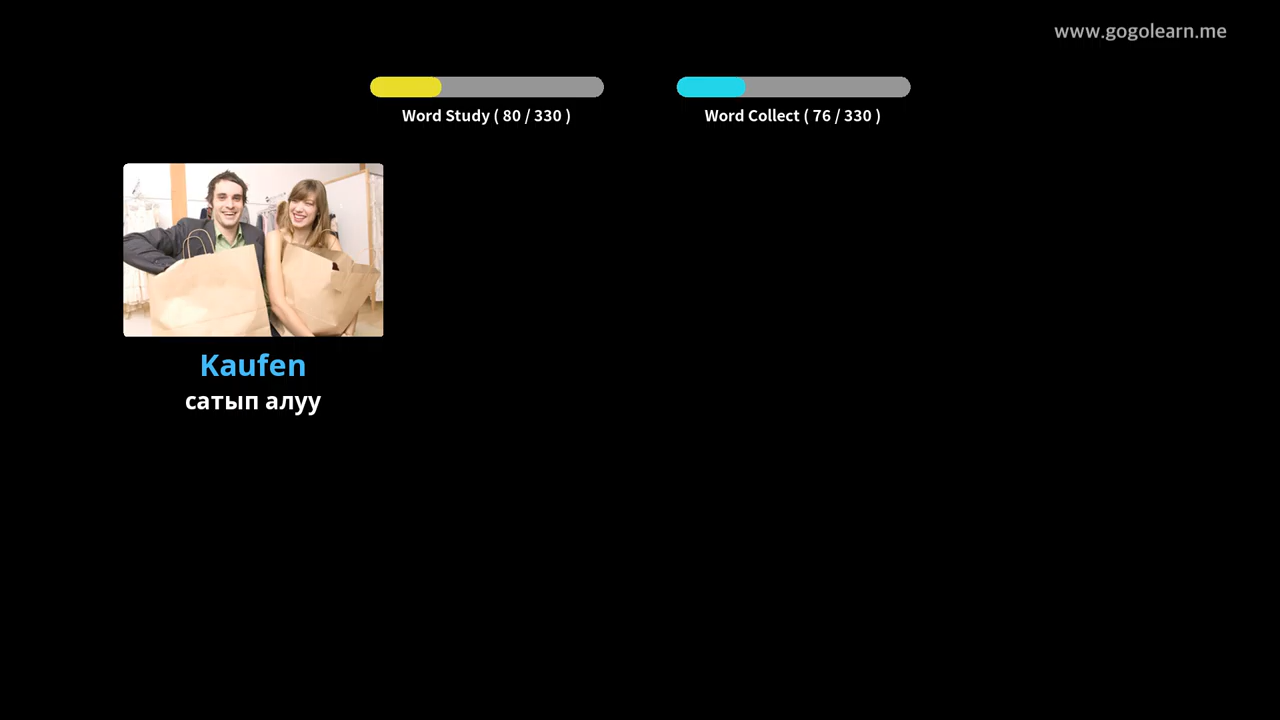 www.gogolearn.me
Word Study ( 80 / 330 )
Word Collect ( 76 / 330 )
Kaufen
сатып алуу